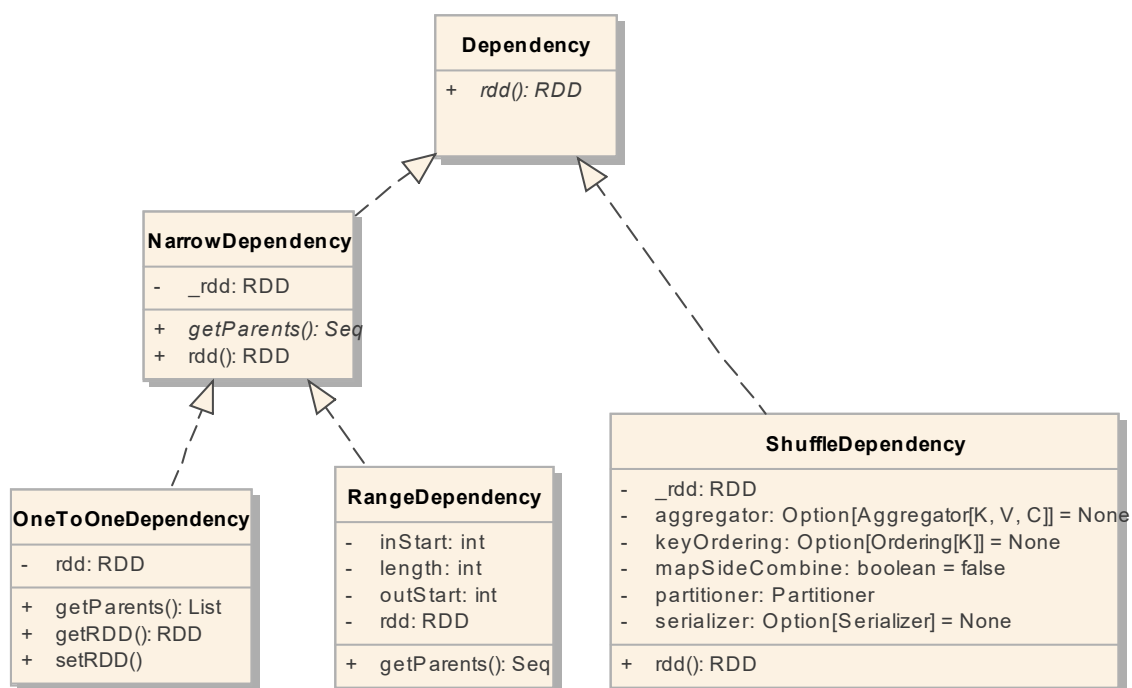 Dependency
+ rdd(): RDD
NarrowDependency
- _rdd: RDD
+ getParents(): Seq
+ rdd(): RDD
OneToOneDependency
- rdd: RDD
+ getParents(): List
+ getRDD(): RDD
+ setRDD()
RangeDependency
- inStart: int
- length: int
- outStart: int
- rdd: RDD
+ getParents(): Seq
ShuffleDependency
- _rdd: RDD
- aggregator: Option[Aggregator[K, V, C]] = None
- keyOrdering: Option[Ordering[K]] = None
- mapSideCombine: boolean = false
- partitioner: Partitioner
- serializer: Option[Serializer] = None
+ rdd(): RDD